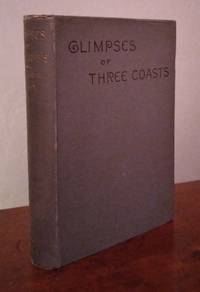 GLIMPSES
OF
THREE COASTS